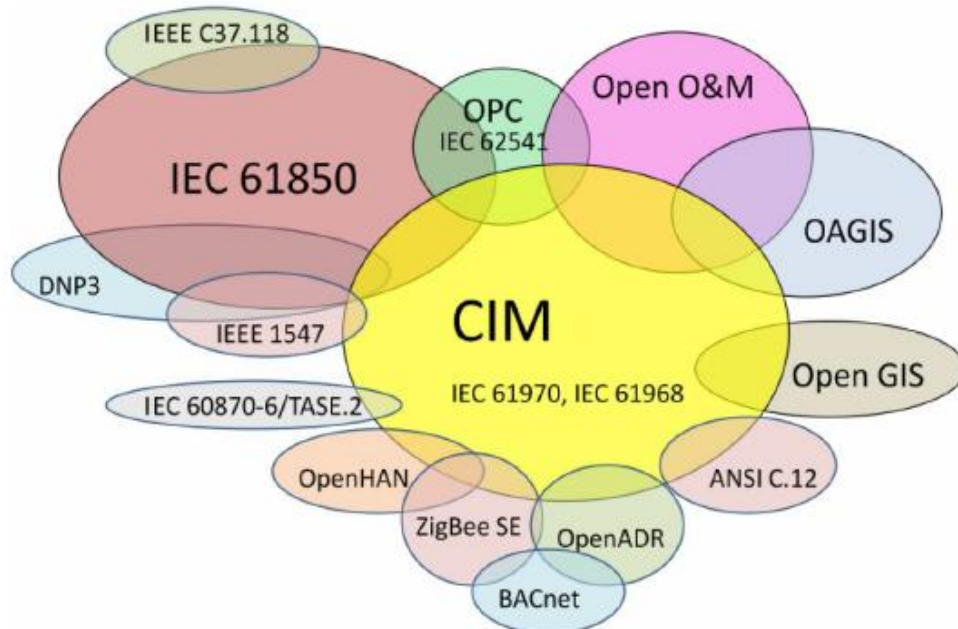 IEEE C37.118
Open O&M
OPC
IEC 62541
IEC 61850
OAGIS
DNP3
IEEE 1547
CIM
Open GIS
IEC 61970, IEC 61968
IEC 60870-6/TASE.2
OpenHAN
ANSI C.12
ZigBee SE
OpenADR
BACnet